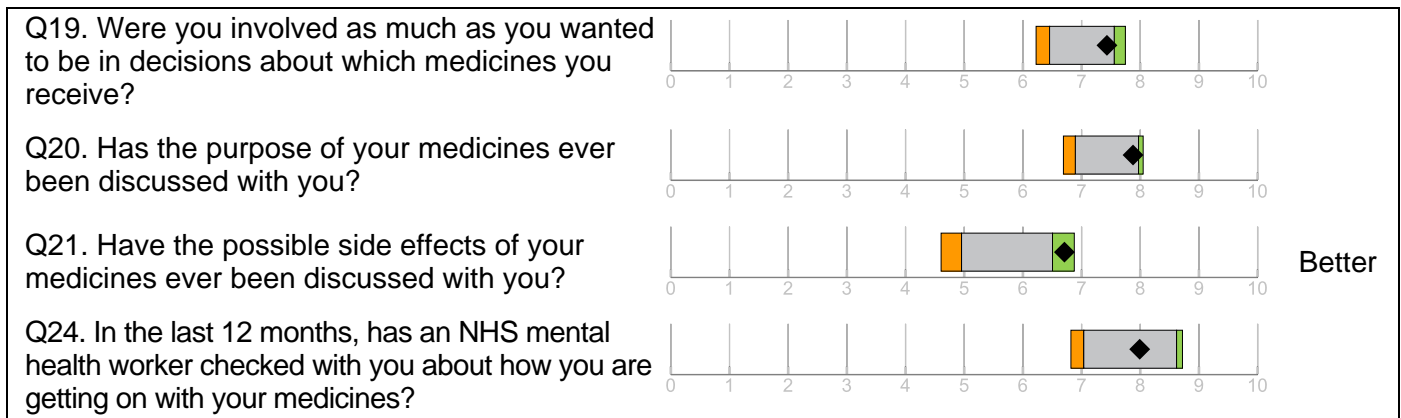 Q19. Were you involved as much as you wanted
to be in decisions about which medicines you
receive?
0 1 2 3 4 5 6 7 8 9 10
Q20. Has the purpose of your medicines ever
been discussed with you?
0 1 2 3 4 5 6 7 8 9 10
Q21. Have the possible side effects of your
medicines ever been discussed with you?
Better
0 1 2 3 4 5 6 7 8 9 10
Q24. In the last 12 months, has an NHS mental
health worker checked with you about how you are
getting on with your medicines?
0 1 2 3 4 5 6 7 8 9 10